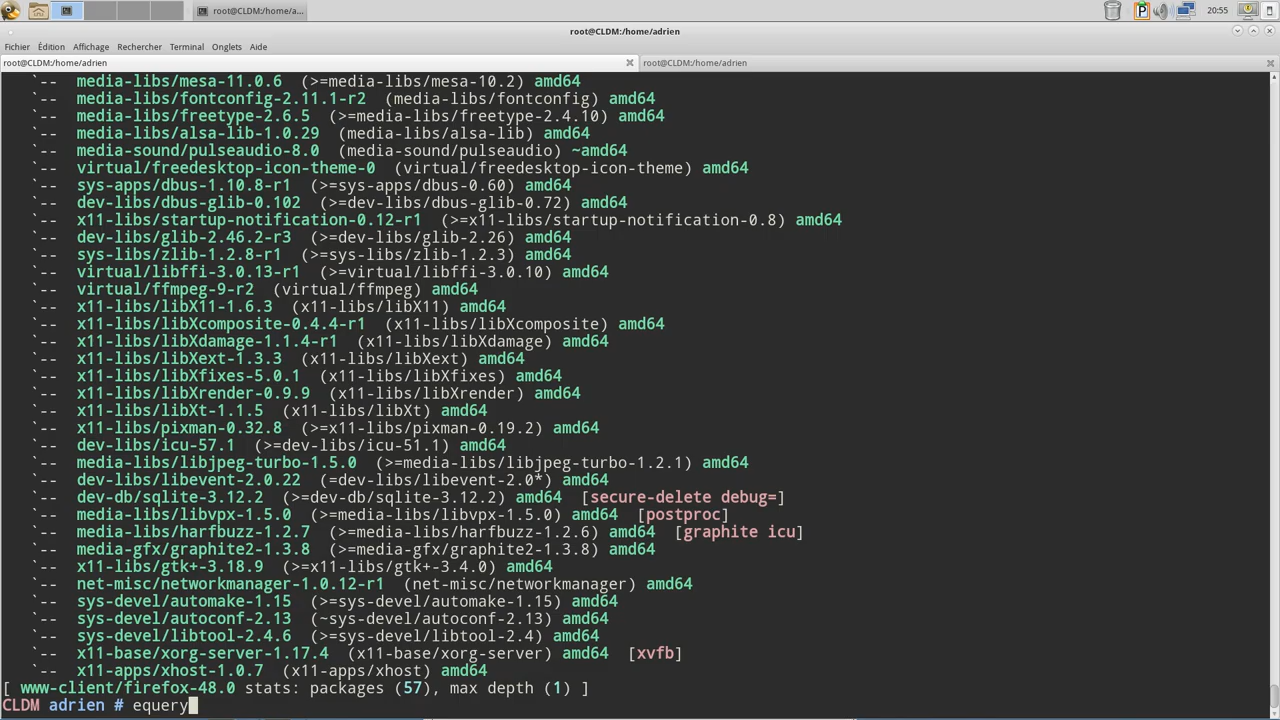 root@CLDM:/home/a...
20:55
root@CLDM:/home/adrien
Fichier Édition Affichage Rechercher Terminal Onglets Aide
root@CLDM:/home/adrien root@CLDM:/home/adrien
`-- media-libs/mesa-11.0.6 (>=media-libs/mesa-10.2) amd64
`-- media-libs/fontconfig-2.11.1-r2 (media-libs/fontconfig) amd64
`-- media-libs/freetype-2.6.5 (>=media-libs/freetype-2.4.10) amd64
`-- media-libs/alsa-lib-1.0.29 (media-libs/alsa-lib) amd64
`-- media-sound/pulseaudio-8.0 (media-sound/pulseaudio) ~amd64
`-- virtual/freedesktop-icon-theme-0 (virtual/freedesktop-icon-theme) amd64
`-- sys-apps/dbus-1.10.8-r1 (>=sys-apps/dbus-0.60) amd64
`-- dev-libs/dbus-glib-0.102 (>=dev-libs/dbus-glib-0.72) amd64
`-- x11-libs/startup-notification-0.12-r1 (>=x11-libs/startup-notification-0.8) amd64
`-- dev-libs/glib-2.46.2-r3 (>=dev-libs/glib-2.26) amd64
`-- sys-libs/zlib-1.2.8-r1 (>=sys-libs/zlib-1.2.3) amd64
`-- virtual/libffi-3.0.13-r1 (>=virtual/libffi-3.0.10) amd64
`-- virtual/ffmpeg-9-r2 (virtual/ffmpeg) amd64
`-- x11-libs/libX11-1.6.3 (x11-libs/libX11) amd64
`-- x11-libs/libXcomposite-0.4.4-r1 (x11-libs/libXcomposite) amd64
`-- x11-libs/libXdamage-1.1.4-r1 (x11-libs/libXdamage) amd64
`-- x11-libs/libXext-1.3.3 (x11-libs/libXext) amd64
`-- x11-libs/libXfixes-5.0.1 (x11-libs/libXfixes) amd64
`-- x11-libs/libXrender-0.9.9 (x11-libs/libXrender) amd64
`-- x11-libs/libXt-1.1.5 (x11-libs/libXt) amd64
`-- x11-libs/pixman-0.32.8 (>=x11-libs/pixman-0.19.2) amd64
`-- dev-libs/icu-57.1 (>=dev-libs/icu-51.1) amd64
`-- media-libs/libjpeg-turbo-1.5.0 (>=media-libs/libjpeg-turbo-1.2.1) amd64
`-- dev-libs/libevent-2.0.22 (=dev-libs/libevent-2.0*) amd64
`-- dev-db/sqlite-3.12.2 (>=dev-db/sqlite-3.12.2) amd64 [secure-delete debug=]
`-- media-libs/libvpx-1.5.0 (>=media-libs/libvpx-1.5.0) amd64 [postproc]
`-- media-libs/harfbuzz-1.2.7 (>=media-libs/harfbuzz-1.2.6) amd64 [graphite icu]
`-- media-gfx/graphite2-1.3.8 (>=media-gfx/graphite2-1.3.8) amd64
`-- x11-libs/gtk+-3.18.9 (>=x11-libs/gtk+-3.4.0) amd64
`-- net-misc/networkmanager-1.0.12-r1 (net-misc/networkmanager) amd64
`-- sys-devel/automake-1.15 (>=sys-devel/automake-1.15) amd64
`-- sys-devel/autoconf-2.13 (~sys-devel/autoconf-2.13) amd64
`-- sys-devel/libtool-2.4.6 (>=sys-devel/libtool-2.4) amd64
`-- x11-base/xorg-server-1.17.4 (x11-base/xorg-server) amd64 [xvfb]
`-- x11-apps/xhost-1.0.7 (x11-apps/xhost) amd64
[ www-client/firefox-48.0 stats: packages (57), max depth (1) ]
CLDM adrien # equery